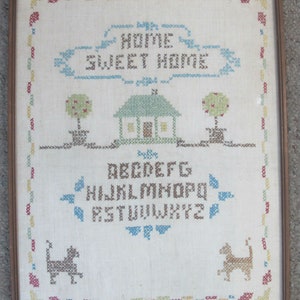 HOME
SWEET HOME
ABCDEFG
HIJKLMNOPQ
RSTUVWXYZ